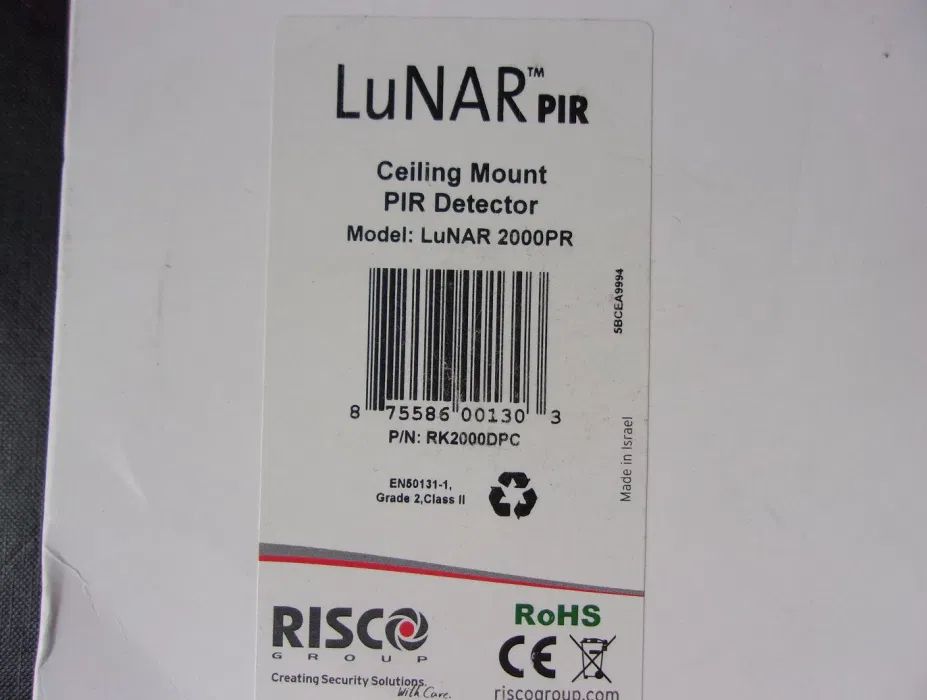 LuNAR™ PIR
Ceiling Mount
PIR Detector
Model: LuNAR 2000PR
5BCEA9994
8 75586 00130 3
P/N: RK2000DPC
Made in Israel
EN50131-1,
Grade 2,Class II
RISCO
GROUP
Creating Security Solutions.
With Care.
RoHS
CE
riscogroup.com